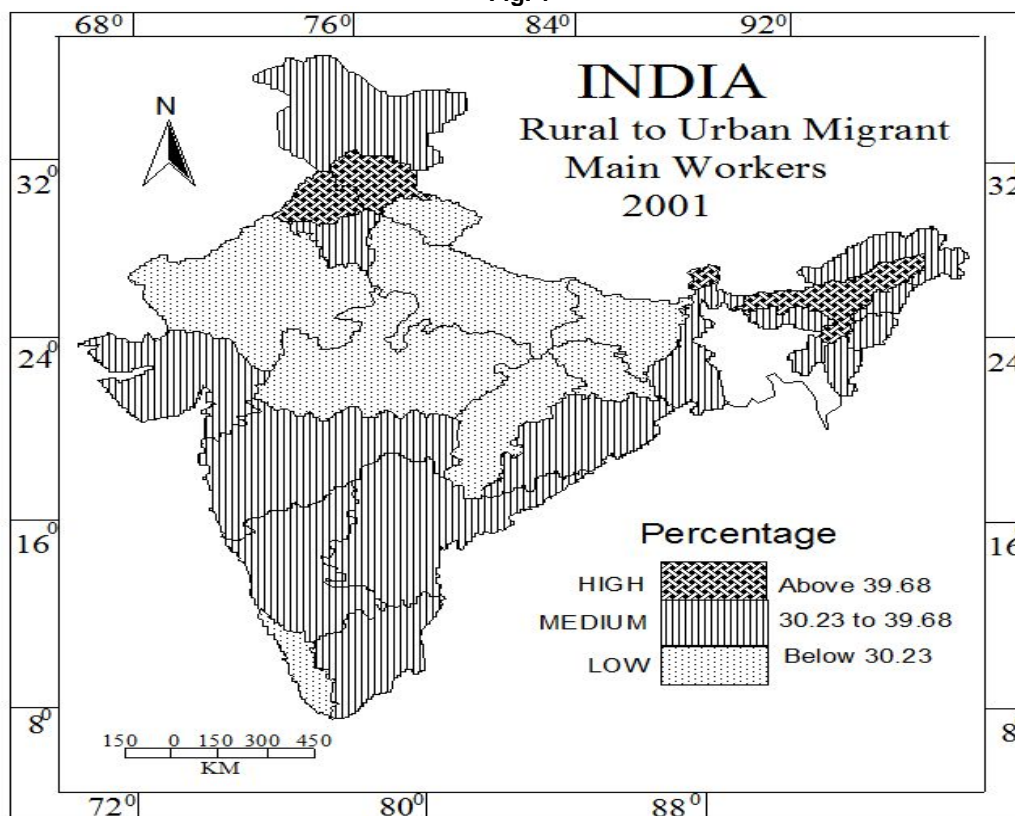 68⁰ 76⁰ 84⁰ 92⁰
INDIA
N
Rural to Urban Migrant
Main Workers
2001
32⁰ 32
24⁰ 24
16⁰ 16
Percentage
HIGH Above 39.68
MEDIUM 30.23 to 39.68
LOW Below 30.23
8⁰ 8
150 0 150 300 450
KM
72⁰ 80⁰ 88⁰